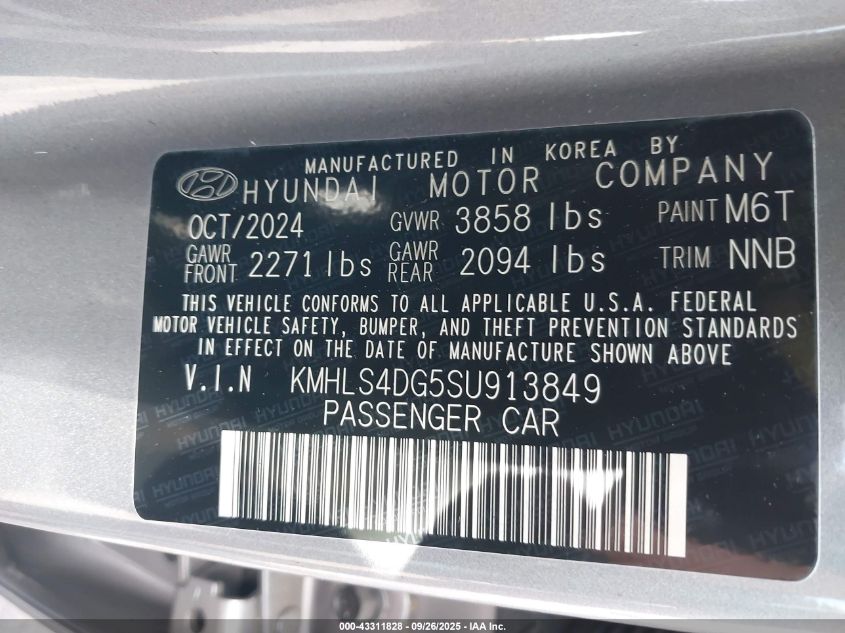 MANUFACTURED IN KOREA BY
HYUNDAI MOTOR COMPANY
OCT/2024 GVWR 3858 lbs PAINT M6T
GAWR FRONT 2271 lbs GAWR REAR 2094 lbs TRIM NNB
THIS VEHICLE CONFORMS TO ALL APPLICABLE U.S.A. FEDERAL
MOTOR VEHICLE SAFETY, BUMPER, AND THEFT PREVENTION STANDARDS
IN EFFECT ON THE DATE OF MANUFACTURE SHOWN ABOVE
V.I.N KMHLS4DG5SU913849
PASSENGER CAR
000-43311828 - 09/26/2025 - IAA Inc.